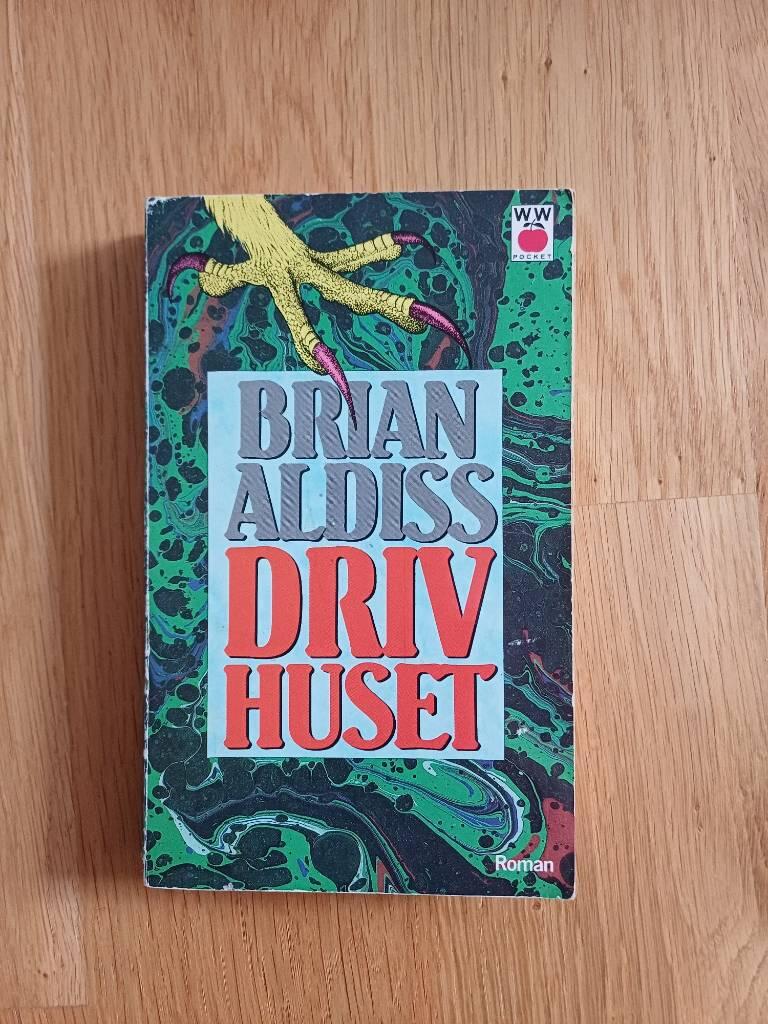 WW
POCKET
BRIAN
ALDISS
DRIV
HUSET
Roman